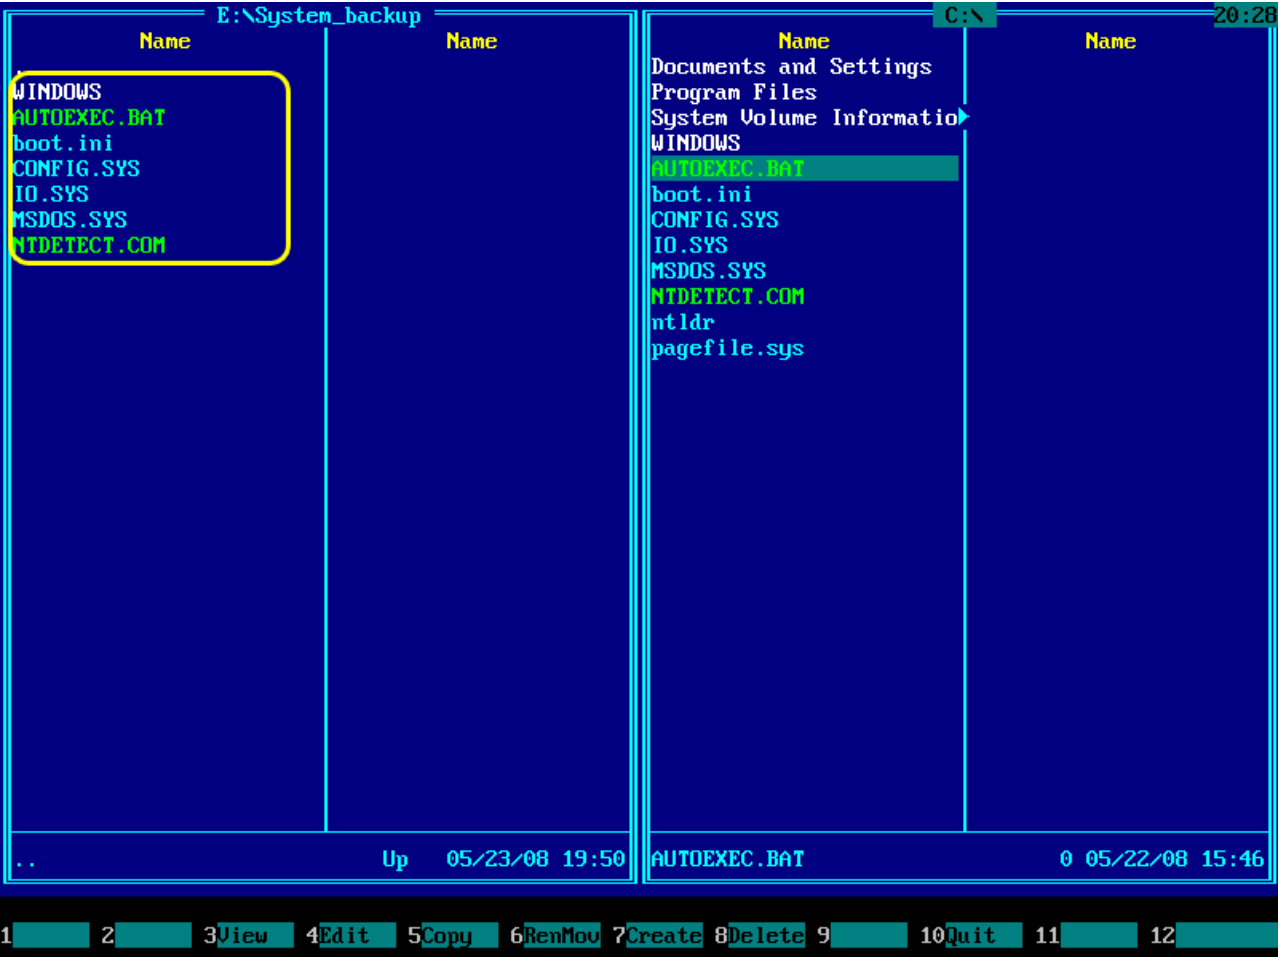 E:\System_backup
Name Name
WINDOWS
AUTOEXEC.BAT
boot.ini
CONFIG.SYS
IO.SYS
MSDOS.SYS
NTDETECT.COM
.. Up 05/23/08 19:50
C:\ 20:28
Name Name
Documents and Settings
Program Files
System Volume Informatio
WINDOWS
AUTOEXEC.BAT
boot.ini
CONFIG.SYS
IO.SYS
MSDOS.SYS
NTDETECT.COM
ntldr
pagefile.sys
AUTOEXEC.BAT 0 05/22/08 15:46
1 2 3View 4Edit 5Copy 6RenMov 7Create 8Delete 9 10Quit 11 12